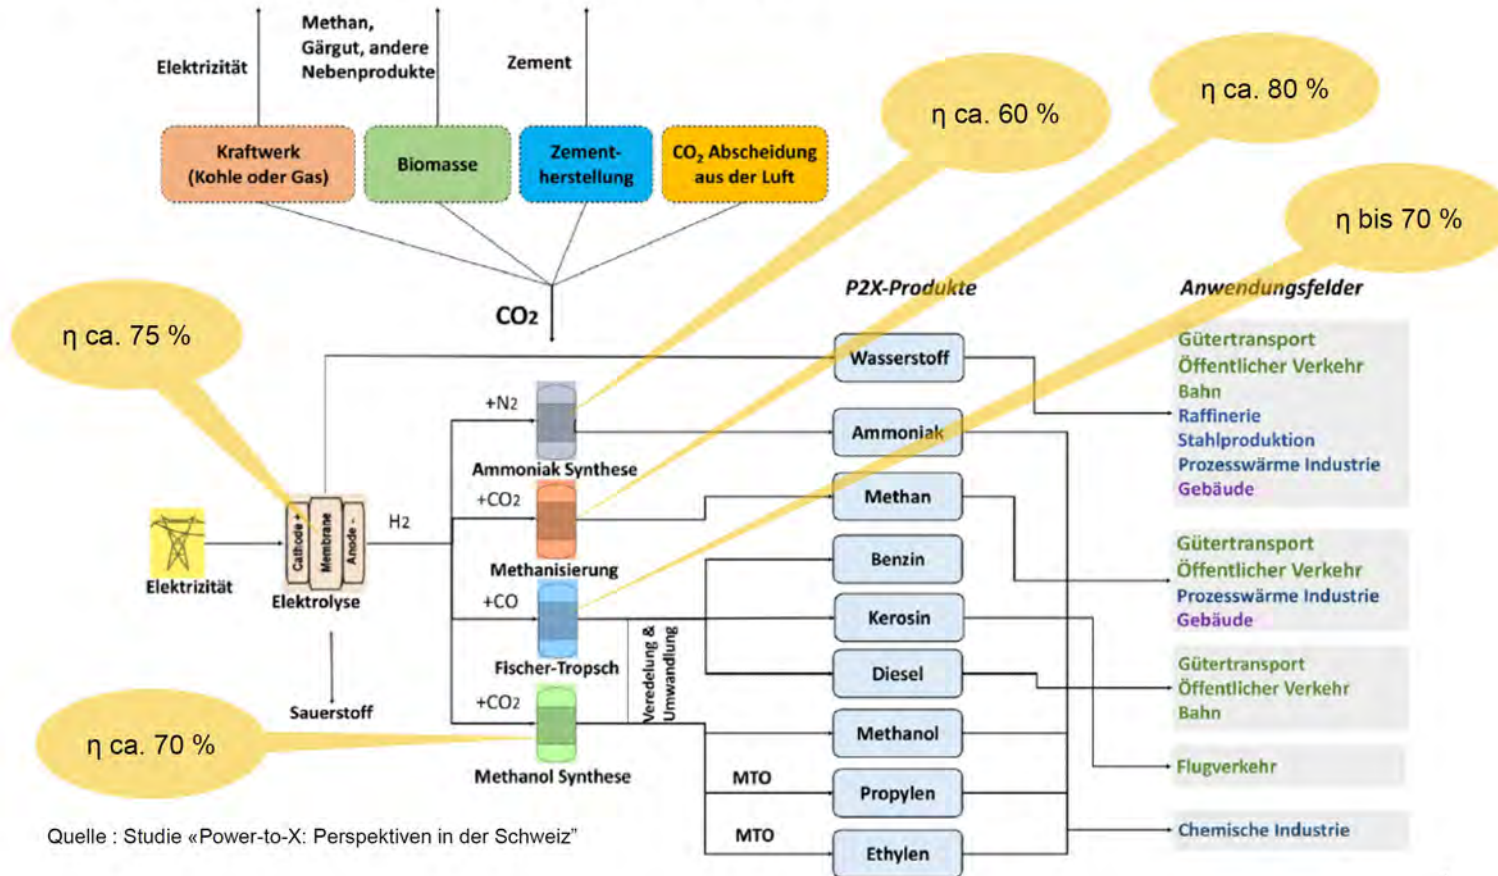 Elektrizität
Methan,
Gärgut, andere
Nebenprodukte
Zement
η ca. 60 %
η ca. 80 %
Kraftwerk
(Kohle oder Gas)
Biomasse
Zement-
herstellung
CO₂ Abscheidung
aus der Luft
η bis 70 %
CO₂
P2X-Produkte
Anwendungsfelder
η ca. 75 %
Wasserstoff
Gütertransport
Öffentlicher Verkehr
Bahn
Raffinerie
Stahlproduktion
Prozesswärme Industrie
Gebäude
+N2
Ammoniak Synthese
Ammoniak
+CO2
Methanisierung
Methan
H2
Cathode +
Membrane
Anode -
Elektrizität
Elektrolyse
Benzin
Gütertransport
Öffentlicher Verkehr
Prozesswärme Industrie
Gebäude
+CO
Fischer-Tropsch
Veredelung &
Umwandlung
Kerosin
Diesel
Gütertransport
Öffentlicher Verkehr
Bahn
Sauerstoff
+CO2
Methanol Synthese
η ca. 70 %
Methanol
Flugverkehr
MTO
Propylen
MTO
Ethylen
Chemische Industrie
Quelle : Studie «Power-to-X: Perspektiven in der Schweiz”